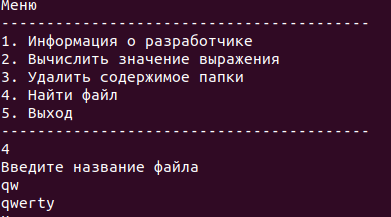 Меню
-----------------------------------------
1. Информация о разработчике
2. Вычислить значение выражения
3. Удалить содержимое папки
4. Найти файл
5. Выход
-----------------------------------------
4
Введите название файла
qw
qwerty